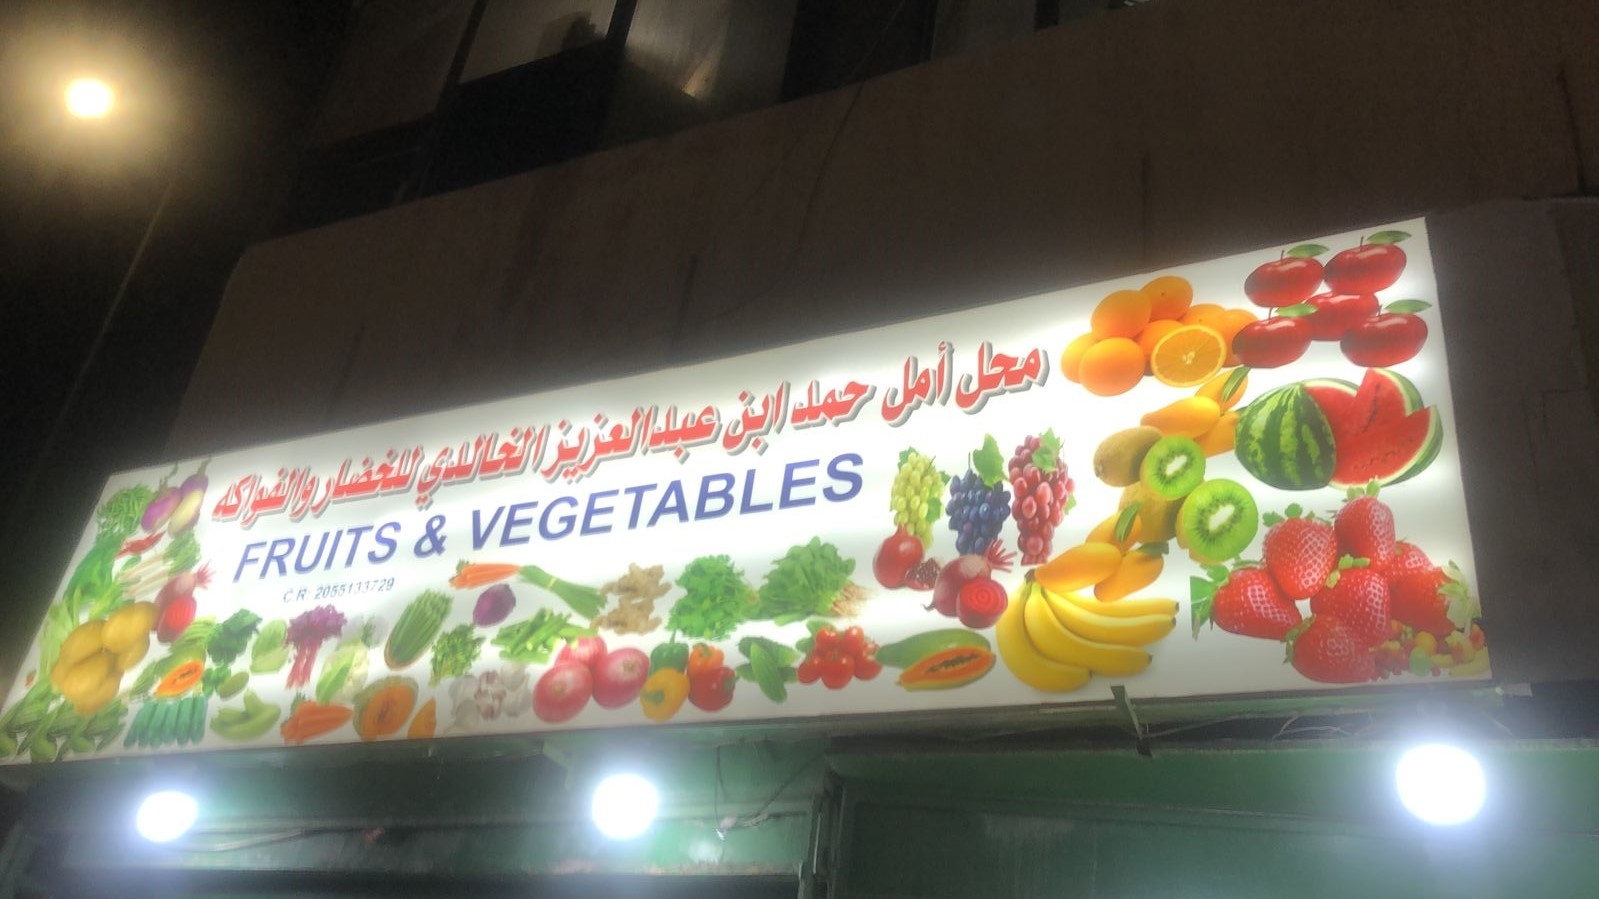 محل أمل حمد ابن عبدالعزيز الخالدي للخضار والفواكه
FRUITS & VEGETABLES
C.R: 2055133729